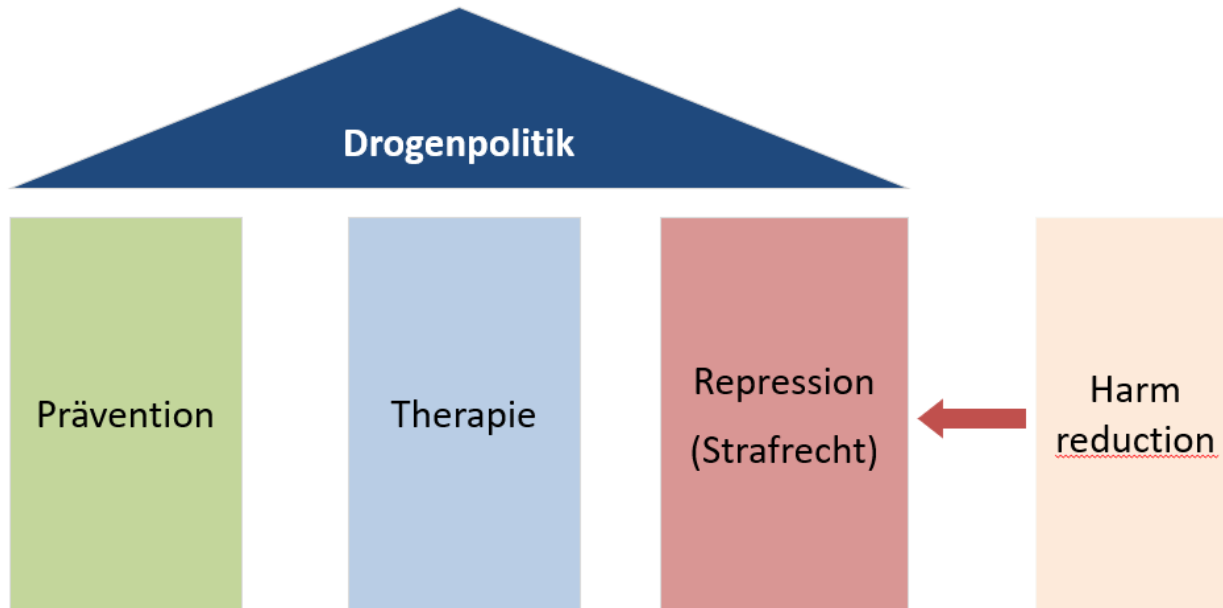 Drogenpolitik
Prävention
Therapie
Repression
(Strafrecht)
Harm
reduction